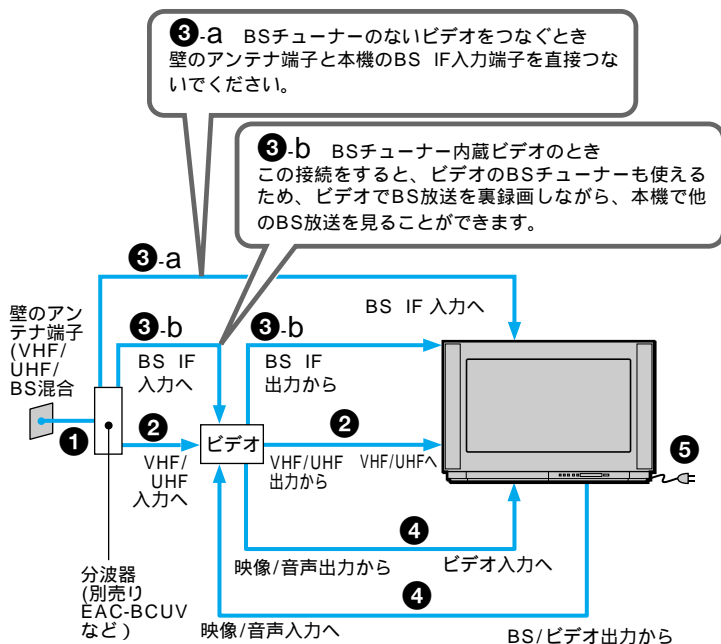 ❸-a BSチューナーのないビデオをつなぐとき
壁のアンテナ端子と本機のBS IF入力端子を直接つな
いでください。
❸-b BSチューナー内蔵ビデオのとき
この接続をすると、ビデオのBSチューナーも使える
ため、ビデオでBS放送を裏録画しながら、本機で他
のBS放送を見ることができます。
❸-a
BS IF 入力へ
壁のアン
テナ端子
(VHF/
UHF/
BS混合
❸-b
BS IF
入力へ
❸-b
BS IF
出力から
❶
❷
VHF/
UHF
入力へ
ビデオ
❷
VHF/UHF
出力から
VHF/UHFへ
❺
❹
映像/音声出力から
ビデオ入力へ
❹
分波器
(別売り
EAC-BCUV
など)
映像/音声入力へ
BS/ビデオ出力から